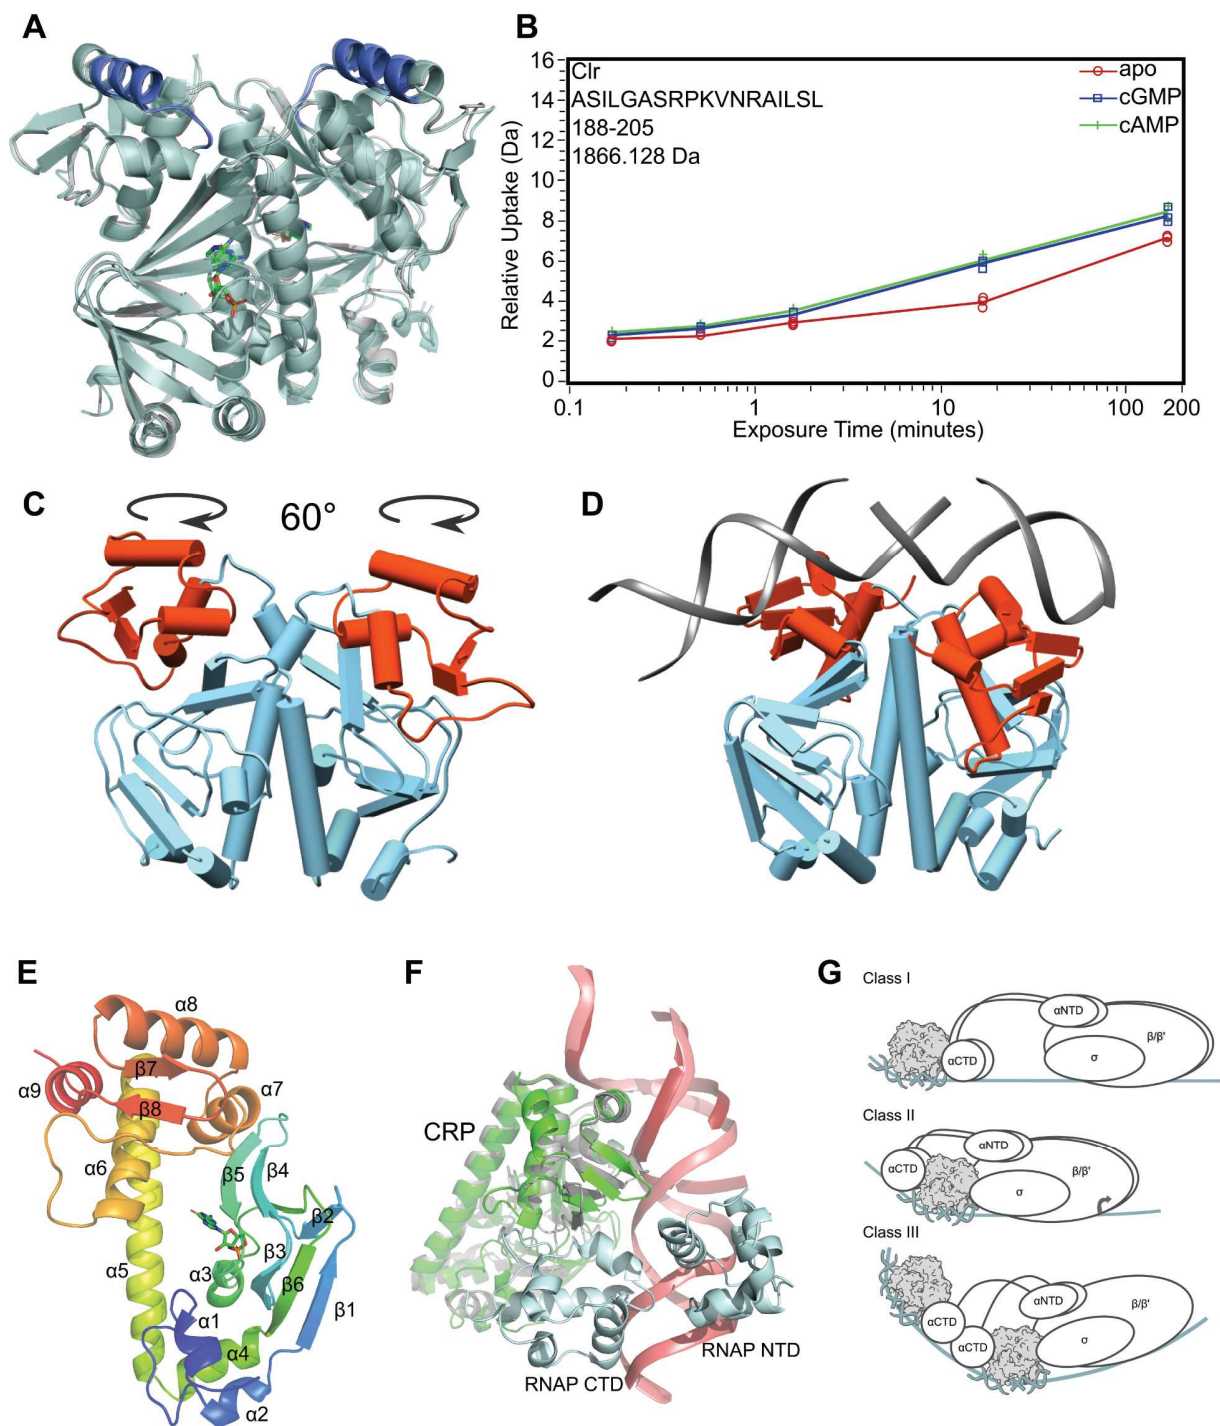 A
B
16
14
12
10
8
6
4
2
0
Relative Uptake (Da)
Clr
ASILGASRPKVNRAILSL
188-205
1866.128 Da
apo
cGMP
cAMP
0.1
1
10
100
200
Exposure Time (minutes)
C
60°
D
E
α8
β7
α9
β8
α7
α6
β5
β4
β2
α5
α3
β3
β6
β1
α1
α4
α2
F
CRP
RNAP NTD
RNAP CTD
G
Class I
αNTD
β/β'
αCTD
σ
Class II
αNTD
αCTD
β/β'
σ
Class III
αNTD
β/β'
αCTD
αCTD
σ